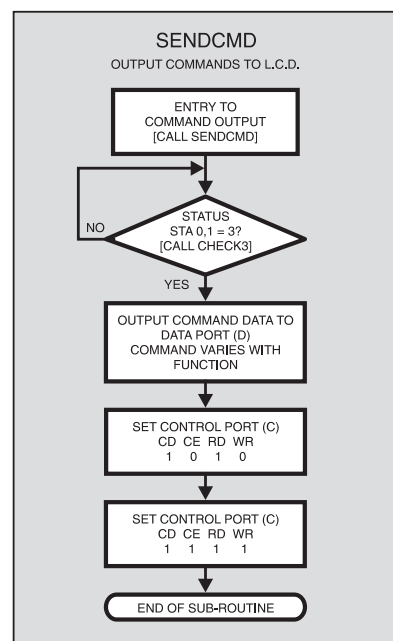 SENDCMD
OUTPUT COMMANDS TO L.C.D.
ENTRY TO
COMMAND OUTPUT
[CALL SENDCMD]
NO
STATUS
STA 0,1 = 3?
[CALL CHECK3]
YES
OUTPUT COMMAND DATA TO
DATA PORT (D)
COMMAND VARIES WITH
FUNCTION
SET CONTROL PORT (C)
CD CE RD WR
1 0 1 0
SET CONTROL PORT (C)
CD CE RD WR
1 1 1 1
END OF SUB-ROUTINE